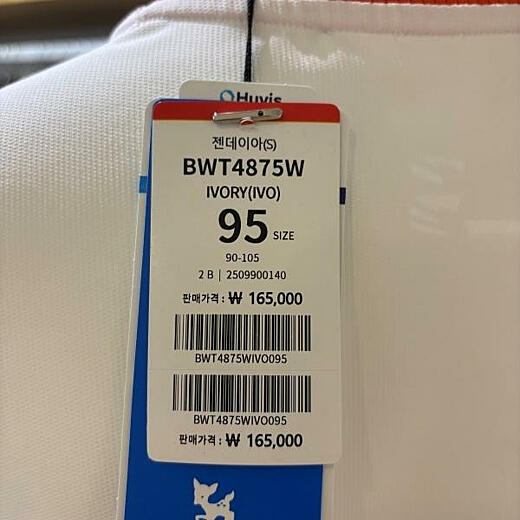 Huvis
젠데이아(S)
BWT4875W
IVORY(IVO)
95 SIZE
90-105
2 B | 2509900140
판매가격 : ₩ 165,000
BWT4875WIVO095
BWT4875WIVO095
판매가격 : ₩ 165,000